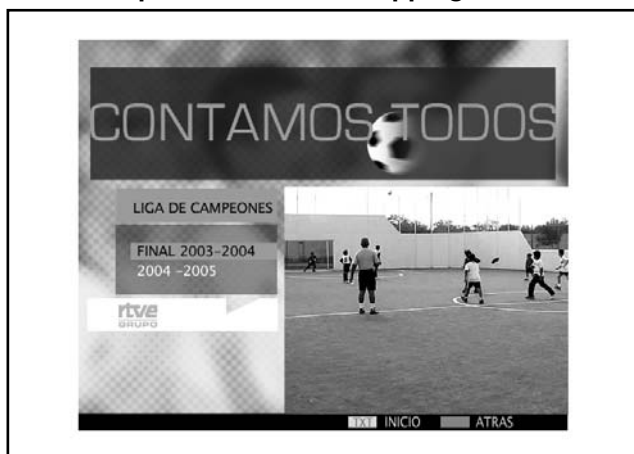 CONTAMOS TODOS
LIGA DE CAMPEONES
FINAL 2003-2004
2004 -2005
rtve
GRUPO
TXT INICIO ATRAS